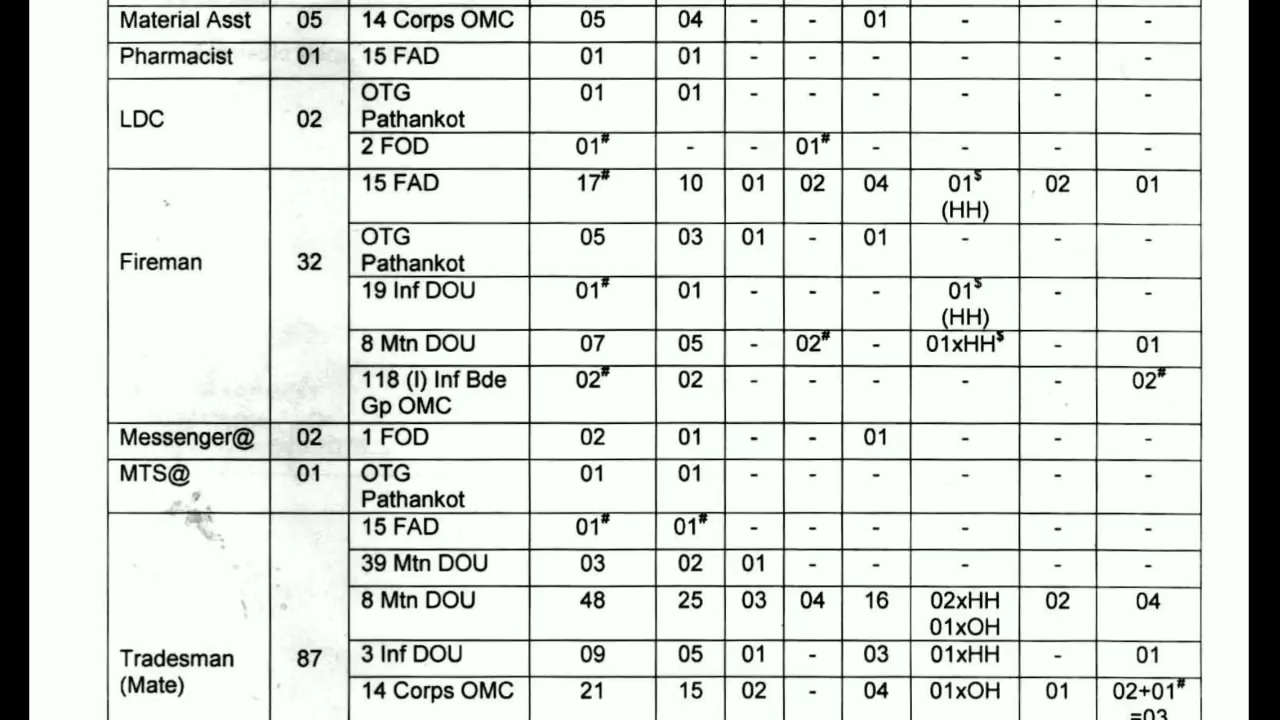 Material Asst 05 14 Corps OMC 05 04 - - 01 - - -
Pharmacist 01 15 FAD 01 01 - - - - - -
LDC 02 OTG Pathankot 01 01 - - - - - -
2 FOD 01# - - 01# - - - -
Fireman 32 15 FAD 17# 10 01 02 04 01$ (HH) 02 01
OTG Pathankot 05 03 01 - 01 - - -
19 Inf DOU 01# 01 - - - 01$ (HH) - -
8 Mtn DOU 07 05 - 02# - 01xHH$ - 01
118 (I) Inf Bde Gp OMC 02# 02 - - - - - 02#
Messenger@ 02 1 FOD 02 01 - - 01 - - -
MTS@ 01 OTG Pathankot 01 01 - - - - - -
Tradesman (Mate) 87 15 FAD 01# 01# - - - - - -
39 Mtn DOU 03 02 01 - - - - -
8 Mtn DOU 48 25 03 04 16 02xHH 01xOH 02 04
3 Inf DOU 09 05 01 - 03 01xHH - 01
14 Corps OMC 21 15 02 - 04 01xOH 01 02+01# =03